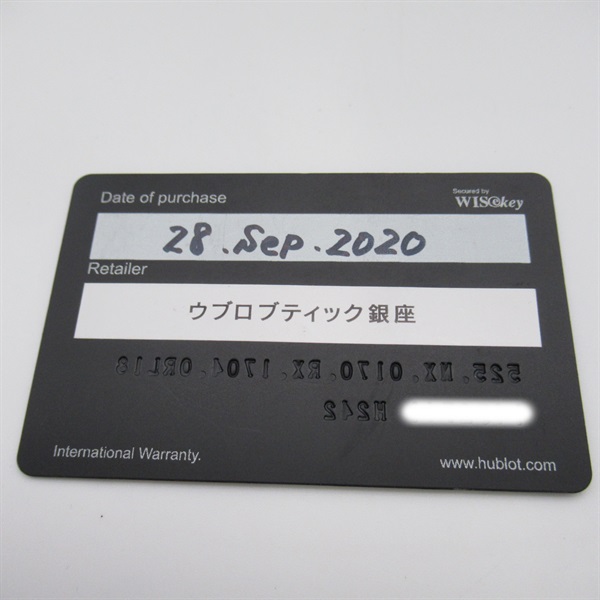 Date of purchase
Secured by
WISekey
28.Sep.2020
Retailer
ウブロブティック銀座
525.NX.0170.RX.1704.ORL18
International Warranty.
www.hublot.com